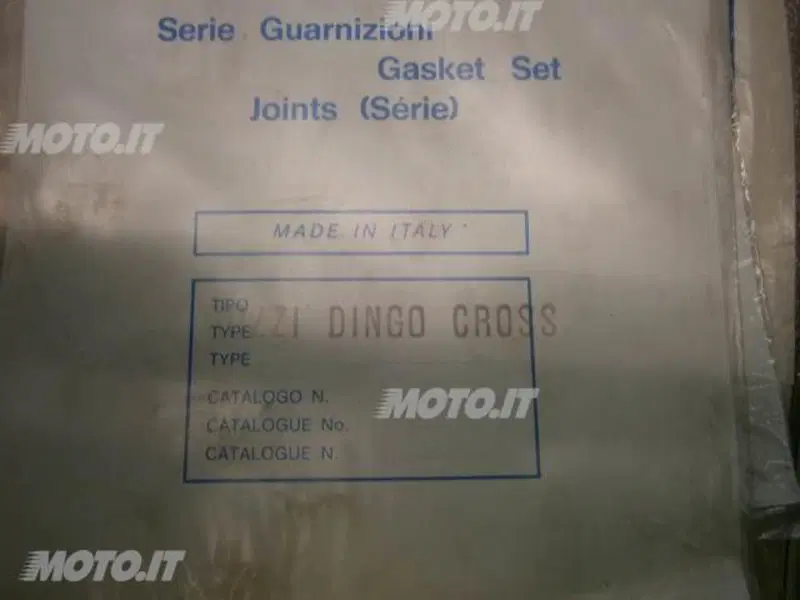 MOTO.IT
Serie Guarnizioni
Gasket Set
Joints (Série)
MOTO.IT
MADE IN ITALY
TIPO
TYPE ZZI DINGO CROSS
TYPE
CATALOGO N.
MOTO.IT
CATALOGUE No.
CATALOGUE N.
MOTO.IT